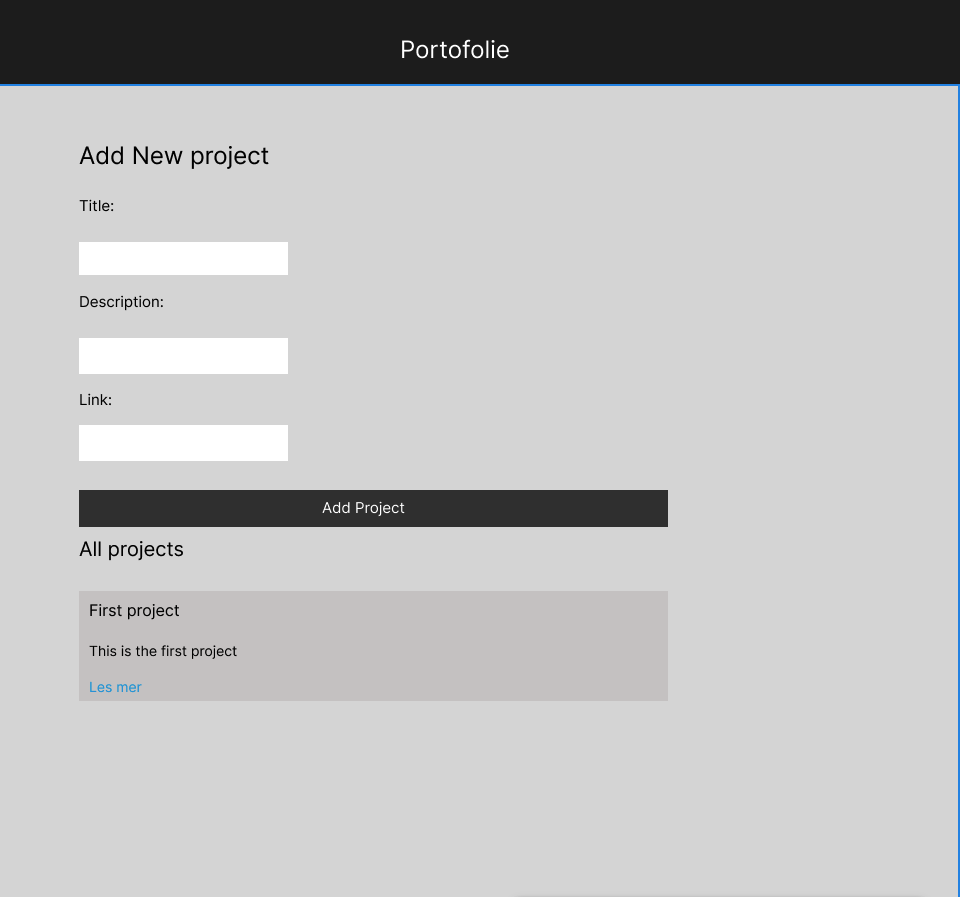 Portofolie
Add New project
Title:
Description:
Link:
Add Project
All projects
First project
This is the first project
Les mer